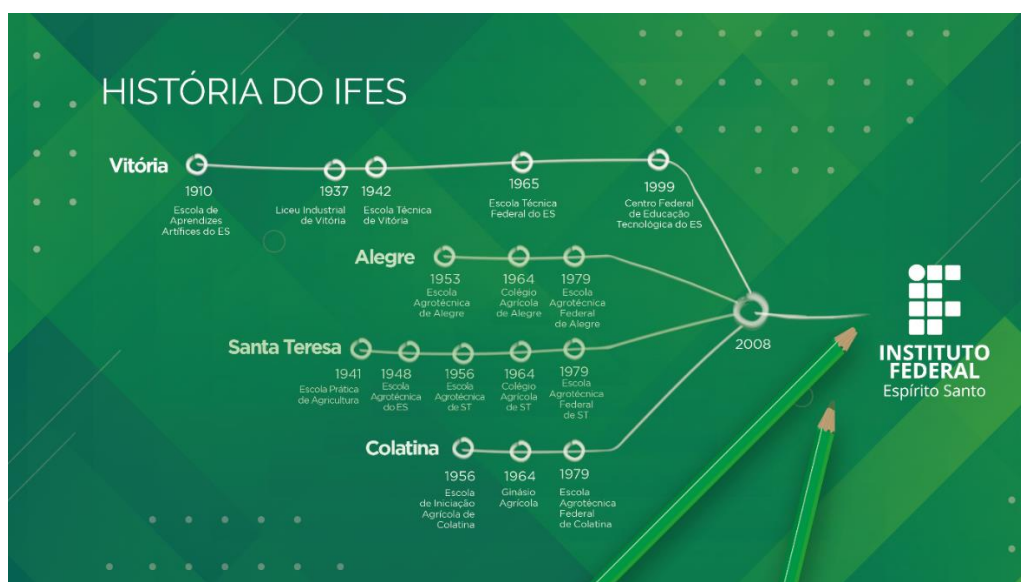 HISTÓRIA DO IFES
Vitória
1910
Escola de
Aprendizes
Artífices do ES
1937
Liceu Industrial
de Vitória
1942
Escola Técnica
de Vitória
1965
Escola Técnica
Federal do ES
1999
Centro Federal
de Educação
Tecnológica do ES
Alegre
1953
Escola
Agrotécnica
de Alegre
1964
Colégio
Agrícola
de Alegre
1979
Escola
Agrotécnica
Federal
de Alegre
Santa Teresa
1941
Escola Prática
de Agricultura
1948
Escola
Agrotécnica
do ES
1956
Escola
Agrotécnica
de ST
1964
Colégio
Agrícola
de ST
1979
Escola
Agrotécnica
Federal
de ST
Colatina
1956
Escola
de Iniciação
Agrícola de
Colatina
1964
Ginásio
Agrícola
1979
Escola
Agrotécnica
Federal
de Colatina
2008
INSTITUTO
FEDERAL
Espírito Santo